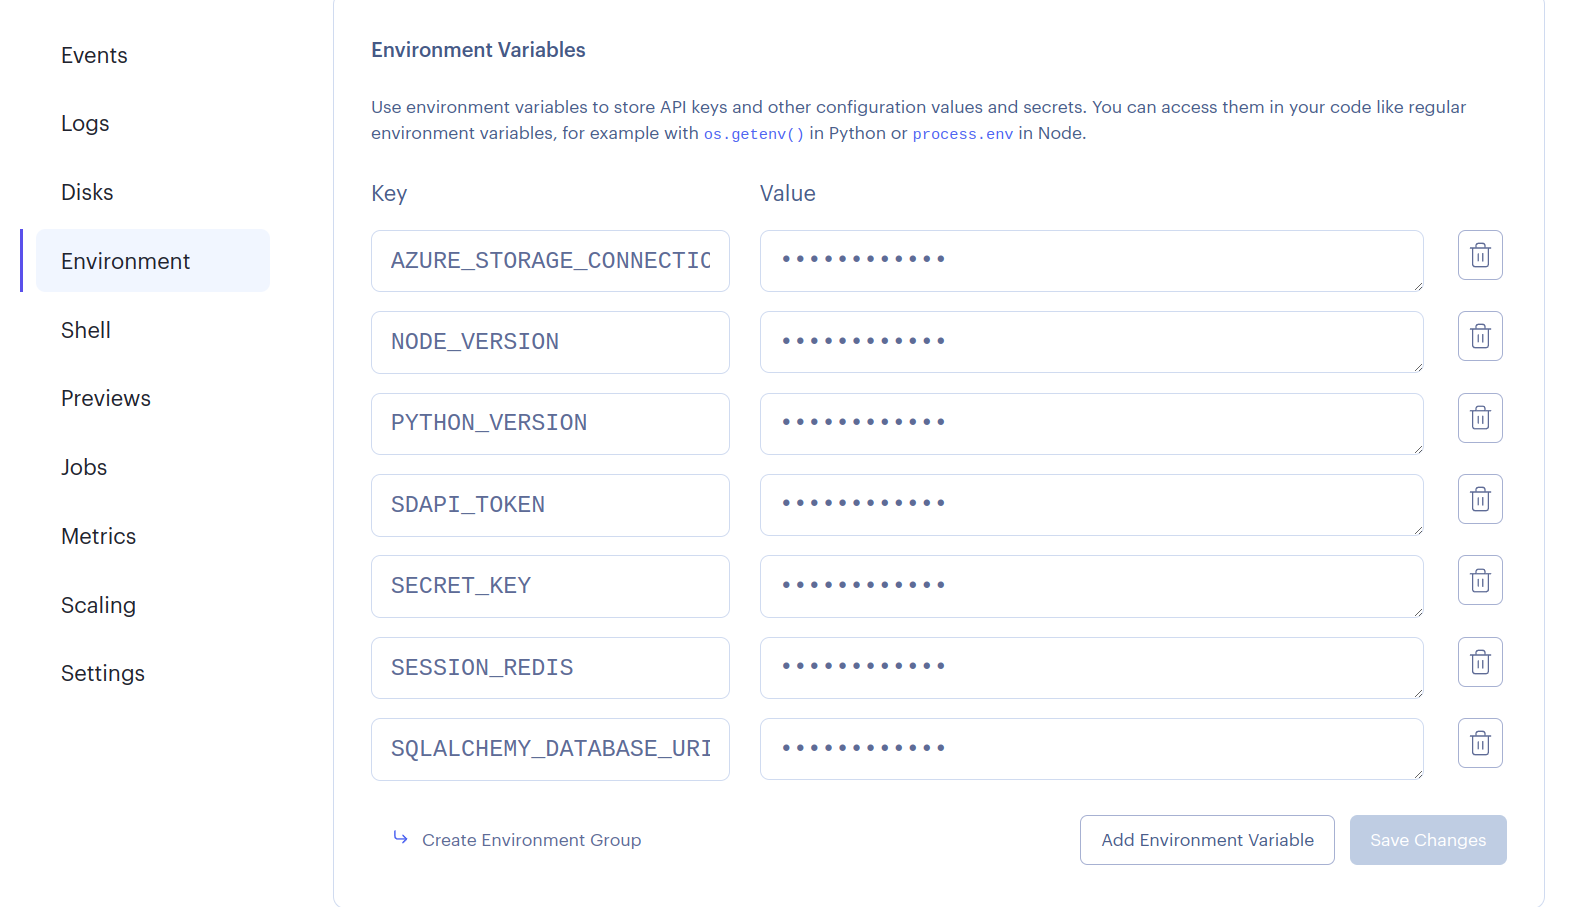 Events
Logs
Disks
Environment
Shell
Previews
Jobs
Metrics
Scaling
Settings
Environment Variables
Use environment variables to store API keys and other configuration values and secrets. You can access them in your code like regular
environment variables, for example with os.getenv() in Python or process.env in Node.
Key Value
AZURE_STORAGE_CONNECTIO ••••••••••••
NODE_VERSION ••••••••••••
PYTHON_VERSION ••••••••••••
SDAPI_TOKEN ••••••••••••
SECRET_KEY ••••••••••••
SESSION_REDIS ••••••••••••
SQLALCHEMY_DATABASE_URI ••••••••••••
Create Environment Group Add Environment Variable Save Changes